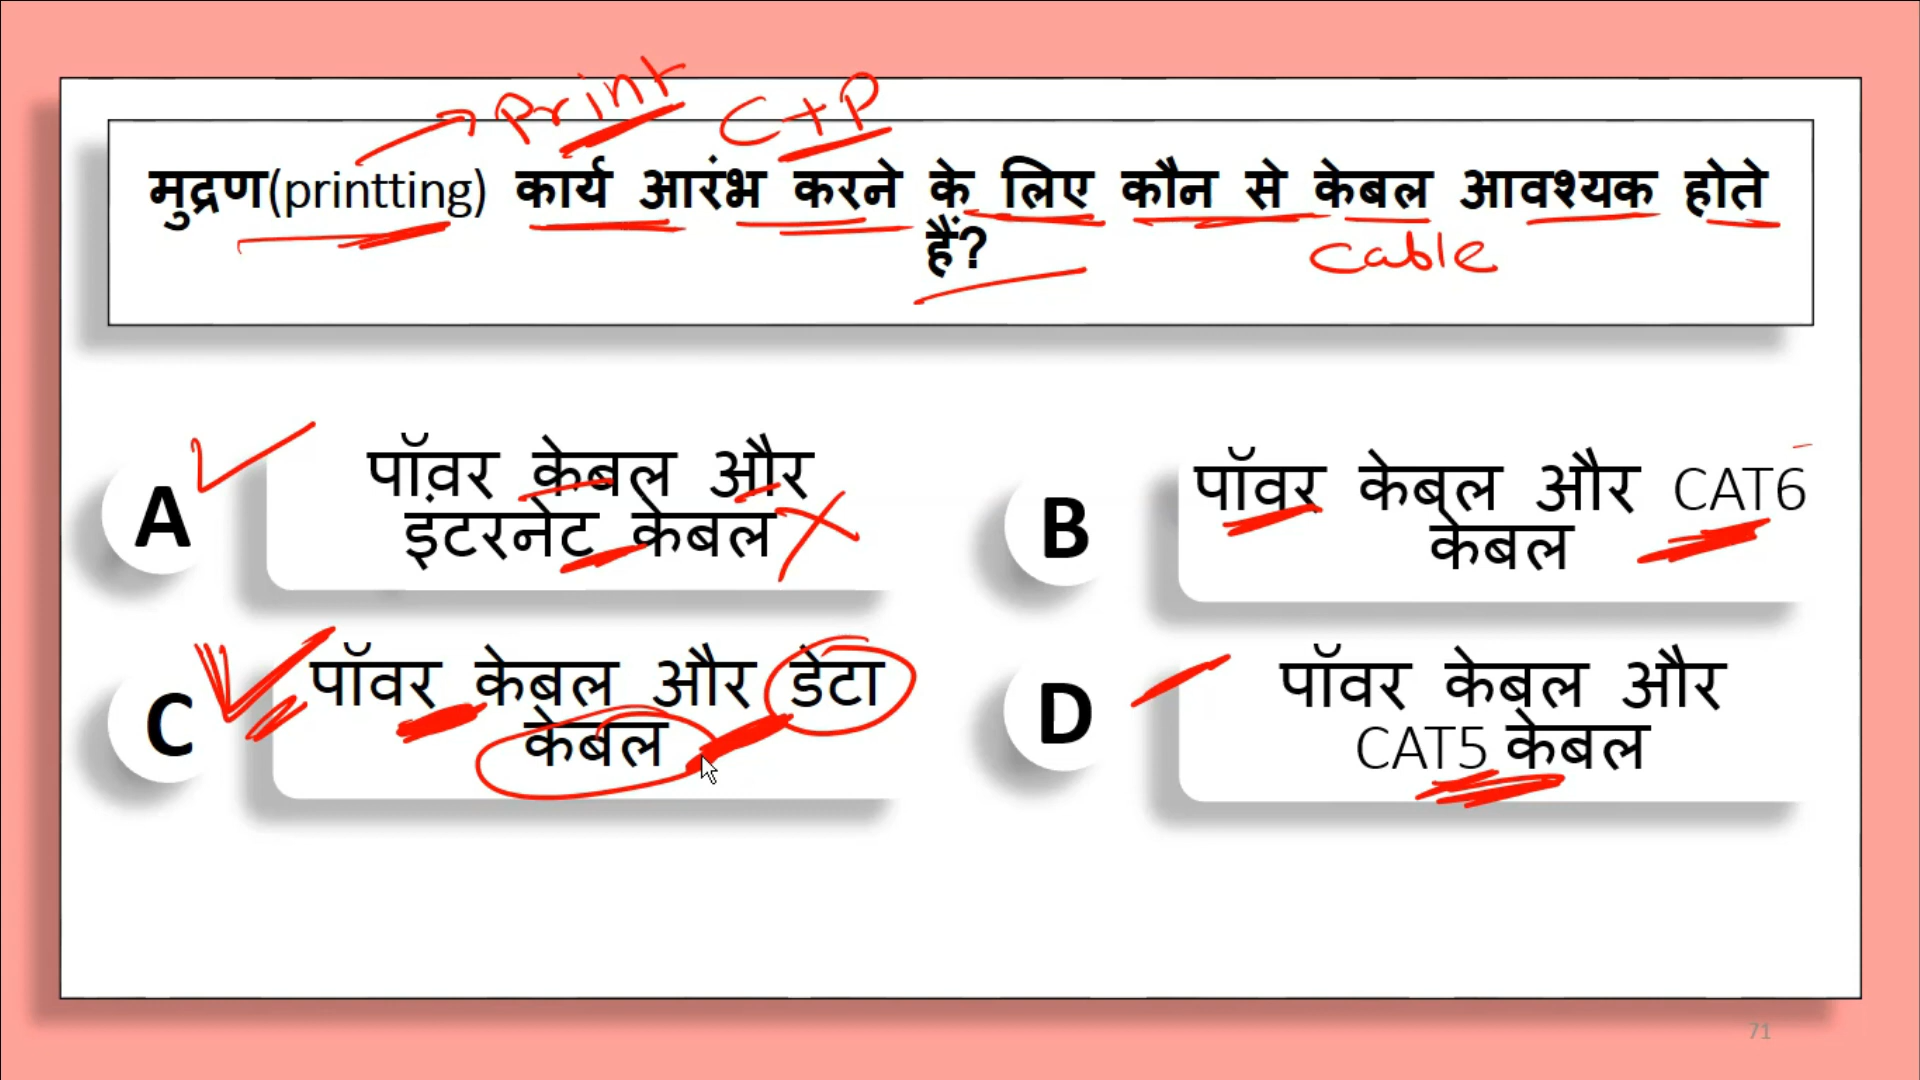 Print C+P
मुद्रण(printting) कार्य आरंभ करने के लिए कौन से केबल आवश्यक होते
हैं?
cable
A
पॉवर केबल और
इंटरनेट केबल
B
पॉवर केबल और CAT6
केबल
C
पॉवर केबल और डेटा
केबल
D
पॉवर केबल और
CAT5 केबल
71